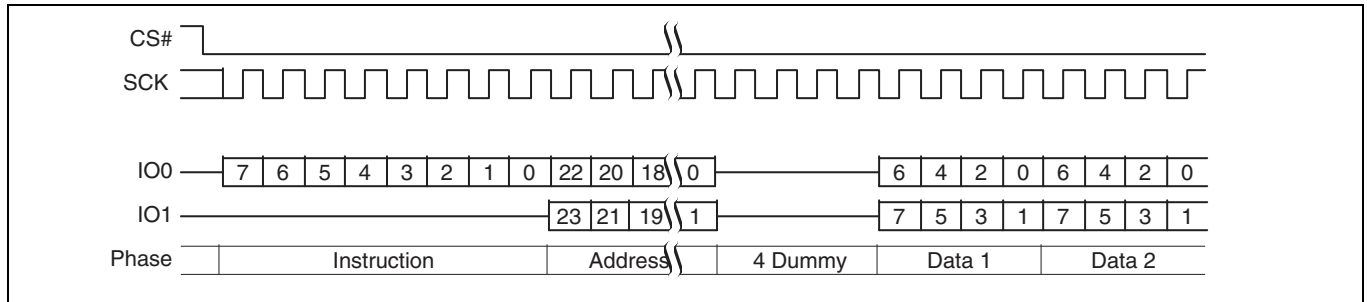 CS#
SCK
IO0 7 6 5 4 3 2 1 0 22 20 18 0 6 4 2 0 6 4 2 0
IO1 23 21 19 1 7 5 3 1 7 5 3 1
Phase Instruction Address 4 Dummy Data 1 Data 2